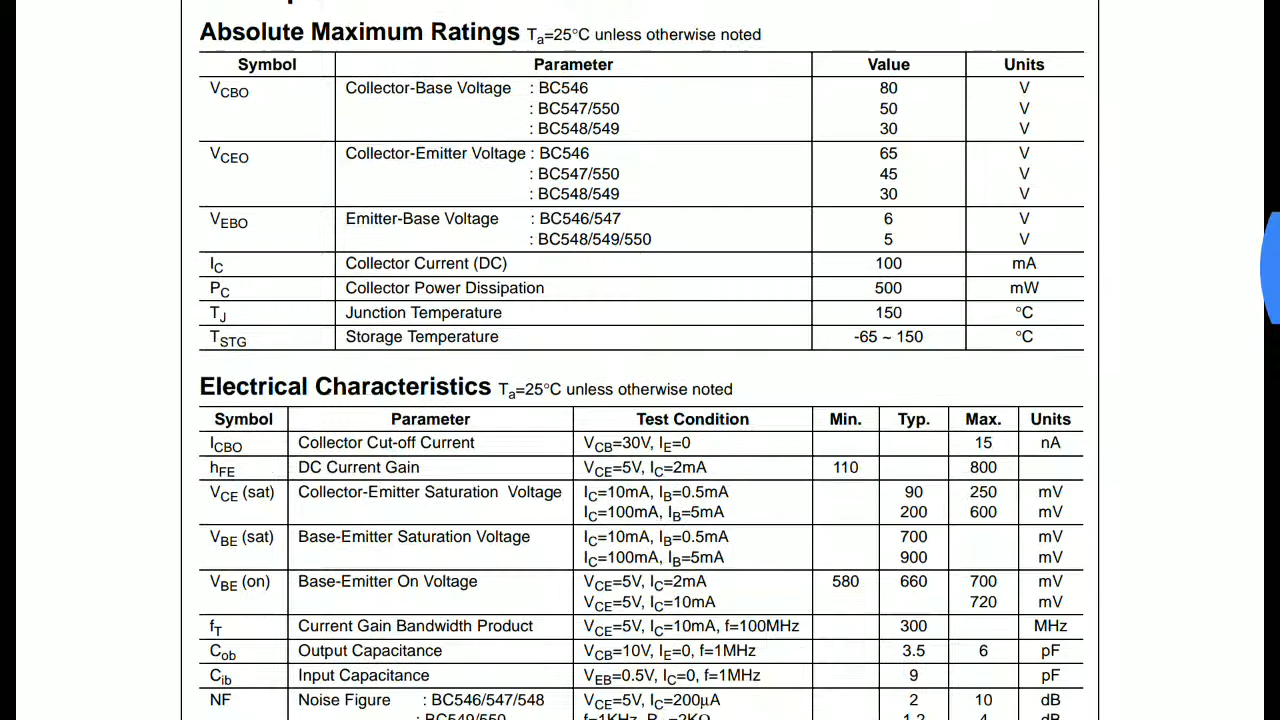 Absolute Maximum Ratings Ta=25°C unless otherwise noted
Symbol Parameter Value Units
VCBO Collector-Base Voltage : BC546 80 V
: BC547/550 50 V
: BC548/549 30 V
VCEO Collector-Emitter Voltage : BC546 65 V
: BC547/550 45 V
: BC548/549 30 V
VEBO Emitter-Base Voltage : BC546/547 6 V
: BC548/549/550 5 V
IC Collector Current (DC) 100 mA
PC Collector Power Dissipation 500 mW
TJ Junction Temperature 150 °C
TSTG Storage Temperature -65 ~ 150 °C
Electrical Characteristics Ta=25°C unless otherwise noted
Symbol Parameter Test Condition Min. Typ. Max. Units
ICBO Collector Cut-off Current VCB=30V, IE=0 15 nA
hFE DC Current Gain VCE=5V, IC=2mA 110 800
VCE (sat) Collector-Emitter Saturation Voltage IC=10mA, IB=0.5mA 90 250 mV
IC=100mA, IB=5mA 200 600 mV
VBE (sat) Base-Emitter Saturation Voltage IC=10mA, IB=0.5mA 700 mV
IC=100mA, IB=5mA 900 mV
VBE (on) Base-Emitter On Voltage VCE=5V, IC=2mA 580 660 700 mV
VCE=5V, IC=10mA 720 mV
fT Current Gain Bandwidth Product VCE=5V, IC=10mA, f=100MHz 300 MHz
Cob Output Capacitance VCB=10V, IE=0, f=1MHz 3.5 6 pF
Cib Input Capacitance VEB=0.5V, IC=0, f=1MHz 9 pF
NF Noise Figure : BC546/547/548 VCE=5V, IC=200μA 2 10 dB
: BC549/550 f=1KHz, 1.2 4 dB